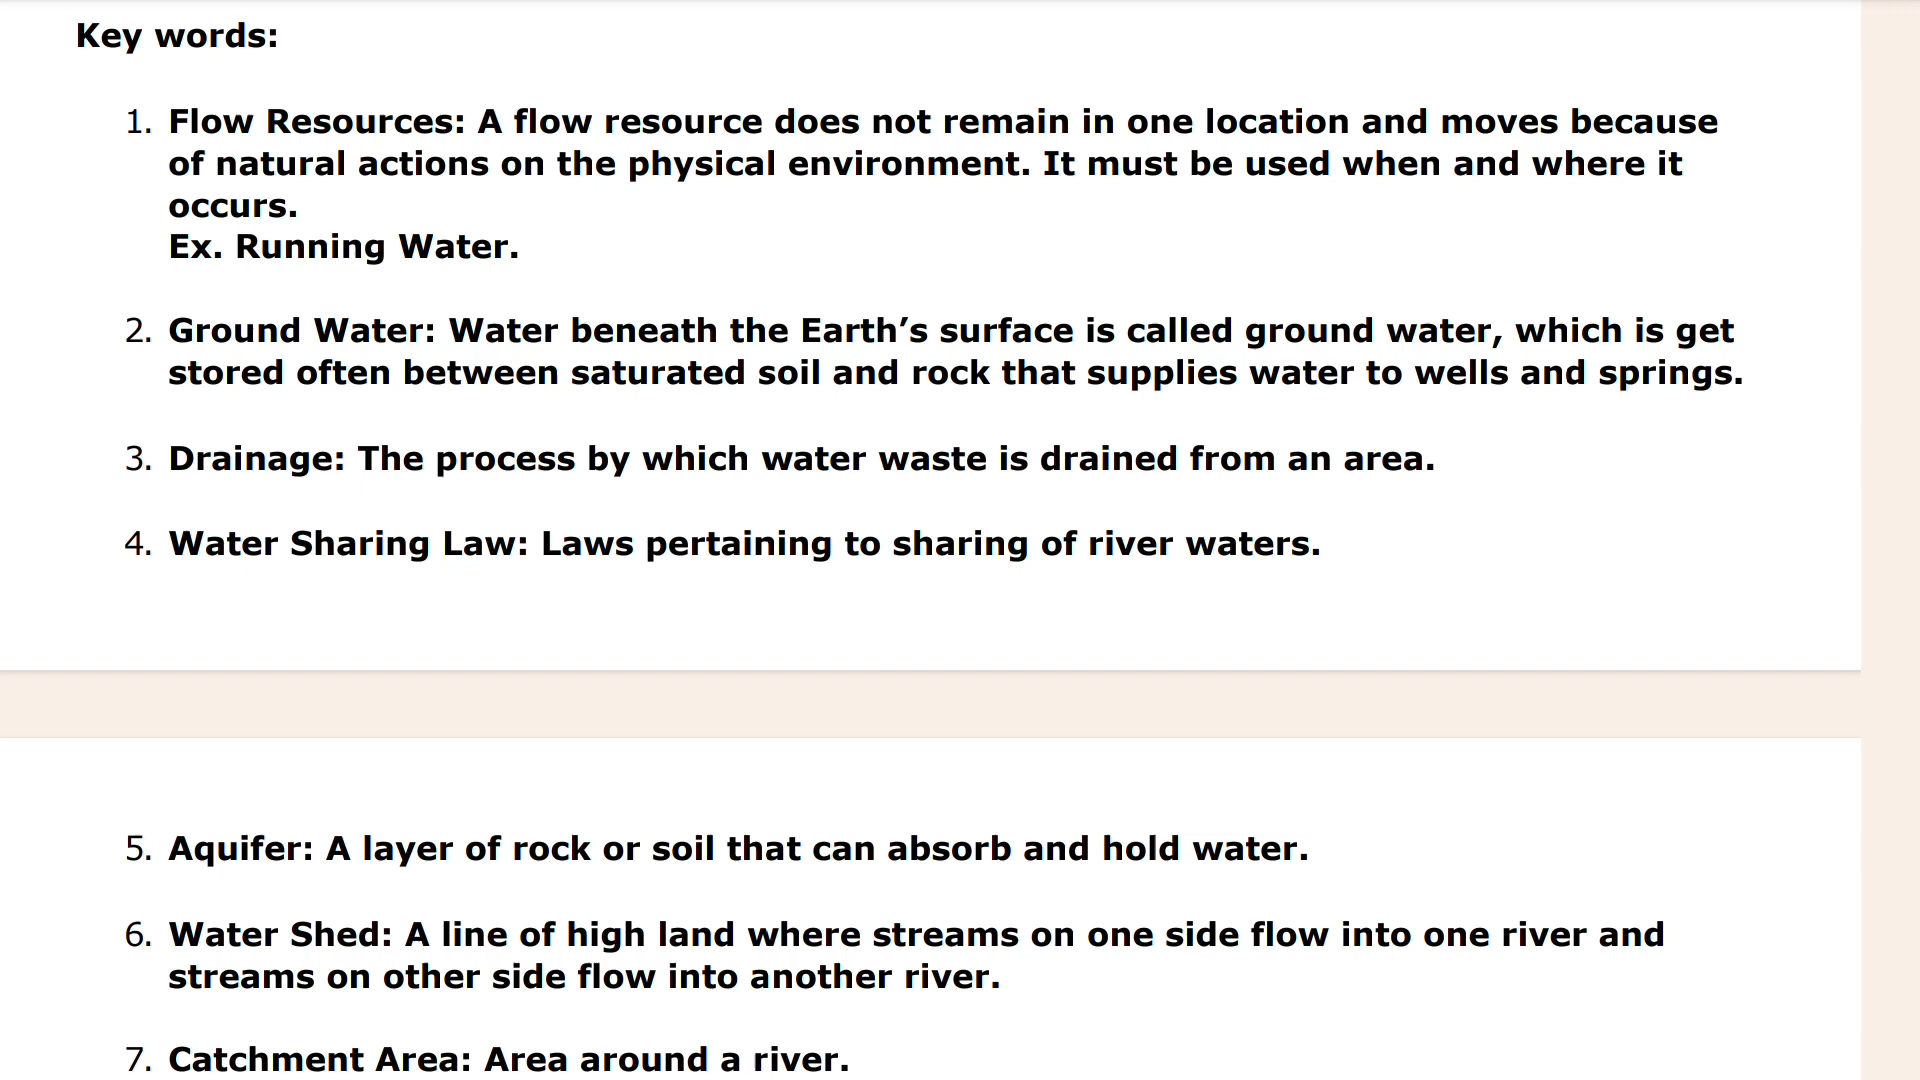 Key words:
1. Flow Resources: A flow resource does not remain in one location and moves because
of natural actions on the physical environment. It must be used when and where it
occurs.
Ex. Running Water.
2. Ground Water: Water beneath the Earth’s surface is called ground water, which is get
stored often between saturated soil and rock that supplies water to wells and springs.
3. Drainage: The process by which water waste is drained from an area.
4. Water Sharing Law: Laws pertaining to sharing of river waters.
5. Aquifer: A layer of rock or soil that can absorb and hold water.
6. Water Shed: A line of high land where streams on one side flow into one river and
streams on other side flow into another river.
7. Catchment Area: Area around a river.